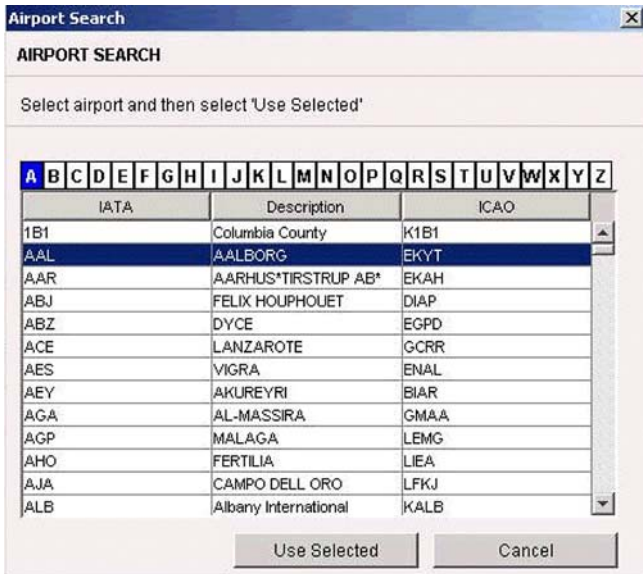 Airport Search
AIRPORT SEARCH
Select airport and then select 'Use Selected'
A B C D E F G H I J K L M N O P Q R S T U V W X Y Z
IATA Description ICAO
1B1 Columbia County K1B1
AAL AALBORG EKYT
AAR AARHUS*TIRSTRUP AB* EKAH
ABJ FELIX HOUPHOUET DIAP
ABZ DYCE EGPD
ACE LANZAROTE GCRR
AES VIGRA ENAL
AEY AKUREYRI BIAR
AGA AL-MASSIRA GMAA
AGP MALAGA LEMG
AHO FERTILIA LIEA
AJA CAMPO DELL ORO LFKJ
ALB Albany International KALB
Use Selected Cancel